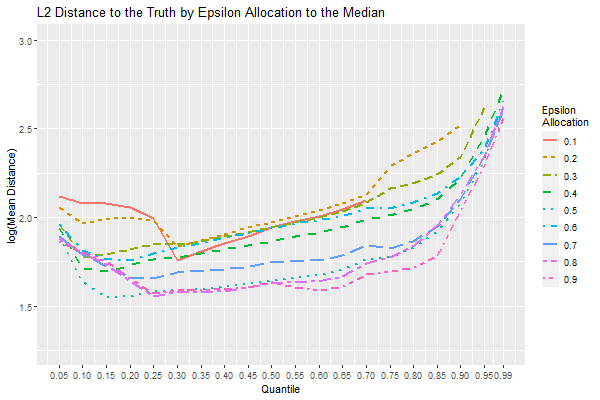 L2 Distance to the Truth by Epsilon Allocation to the Median
log(Mean Distance)
3.0
2.5
2.0
1.5
0.05 0.10 0.15 0.20 0.25 0.30 0.35 0.40 0.45 0.50 0.55 0.60 0.65 0.70 0.75 0.80 0.85 0.90 0.95 0.99
Quantile
Epsilon
Allocation
0.1
0.2
0.3
0.4
0.5
0.6
0.7
0.8
0.9